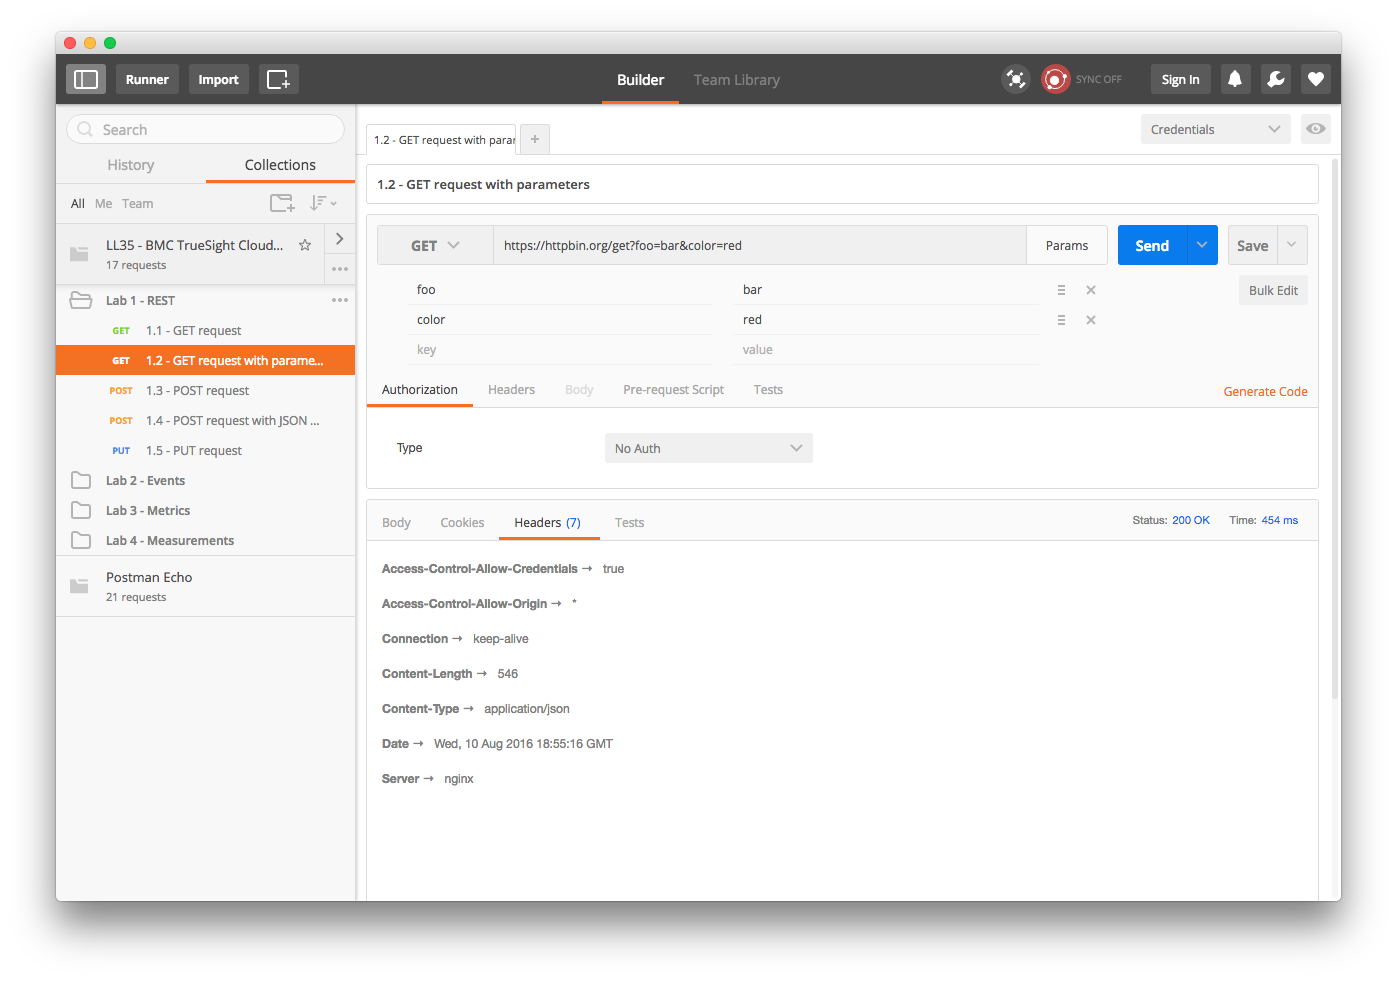 Runner
Import
Builder
Team Library
SYNC OFF
Sign In
Search
History
Collections
All Me Team
LL35 - BMC TrueSight Cloud...
17 requests
Lab 1 - REST
GET 1.1 - GET request
GET 1.2 - GET request with parame...
POST 1.3 - POST request
POST 1.4 - POST request with JSON ...
PUT 1.5 - PUT request
Lab 2 - Events
Lab 3 - Metrics
Lab 4 - Measurements
Postman Echo
21 requests
1.2 - GET request with parar
+
Credentials
1.2 - GET request with parameters
GET
https://httpbin.org/get?foo=bar&color=red
Params
Send
Save
foo bar
Bulk Edit
color red
key value
Authorization Headers Body Pre-request Script Tests
Generate Code
Type No Auth
Body Cookies Headers (7) Tests
Status: 200 OK Time: 454 ms
Access-Control-Allow-Credentials → true
Access-Control-Allow-Origin → *
Connection → keep-alive
Content-Length → 546
Content-Type → application/json
Date → Wed, 10 Aug 2016 18:55:16 GMT
Server → nginx